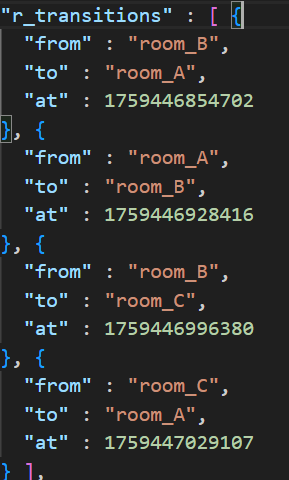 "r_transitions" : [ {
"from" : "room_B",
"to" : "room_A",
"at" : 1759446854702
}, {
"from" : "room_A",
"to" : "room_B",
"at" : 1759446928416
}, {
"from" : "room_B",
"to" : "room_C",
"at" : 1759446996380
}, {
"from" : "room_C",
"to" : "room_A",
"at" : 1759447029107
} ],